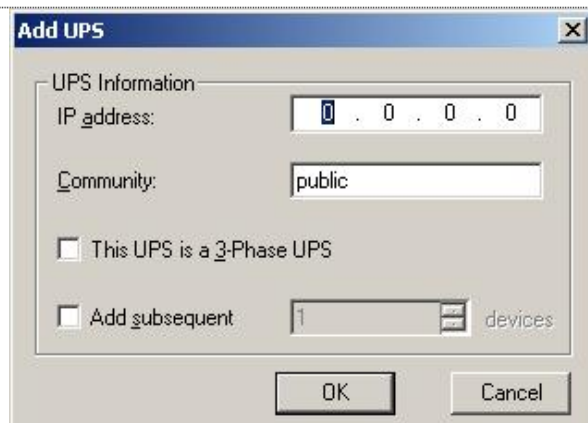 Add UPS
UPS Information
IP address: 0 . 0 . 0 . 0
Community: public
This UPS is a 3-Phase UPS
Add subsequent 1 devices
OK Cancel